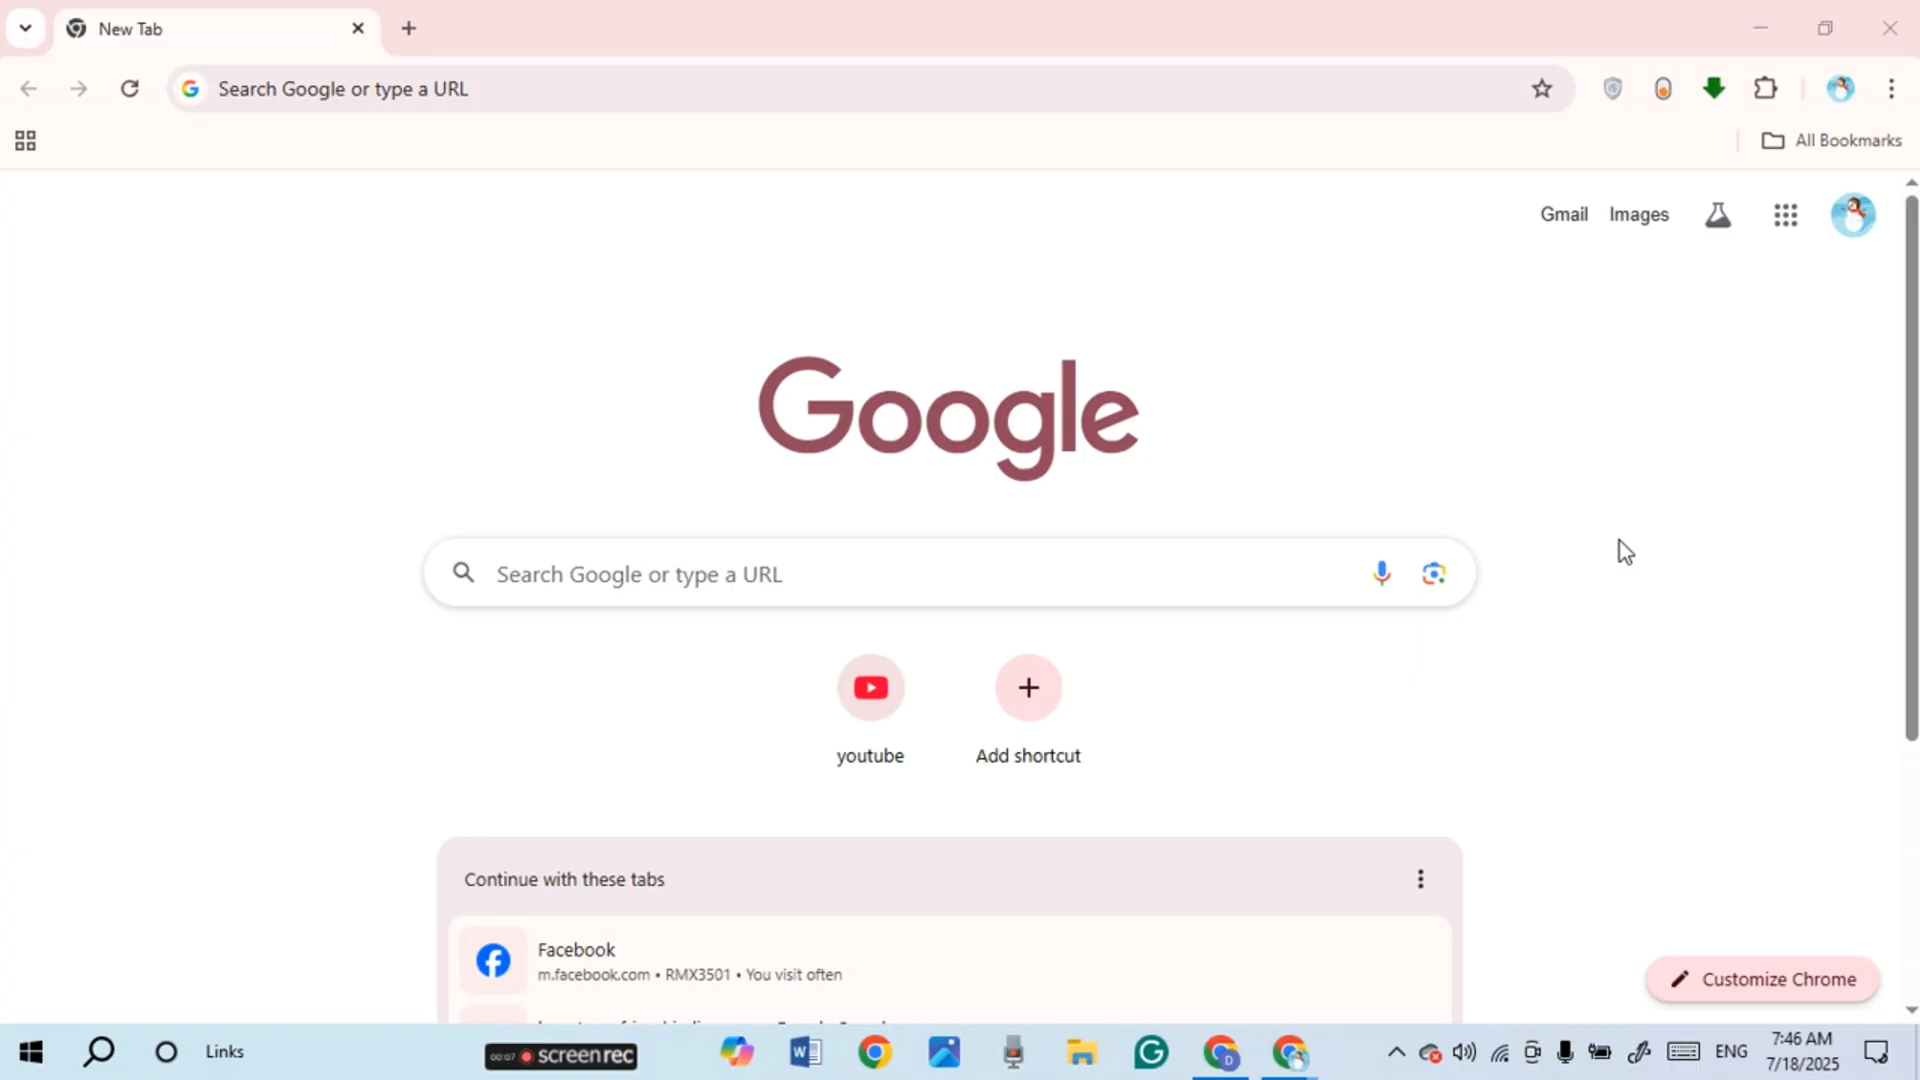 New Tab
Search Google or type a URL
All Bookmarks
Gmail Images
Google
Search Google or type a URL
youtube
Add shortcut
Continue with these tabs
Facebook
m.facebook.com • RMX3501 • You visit often
Customize Chrome
Links
00:07 screenrec
ENG
7:46 AM
7/18/2025